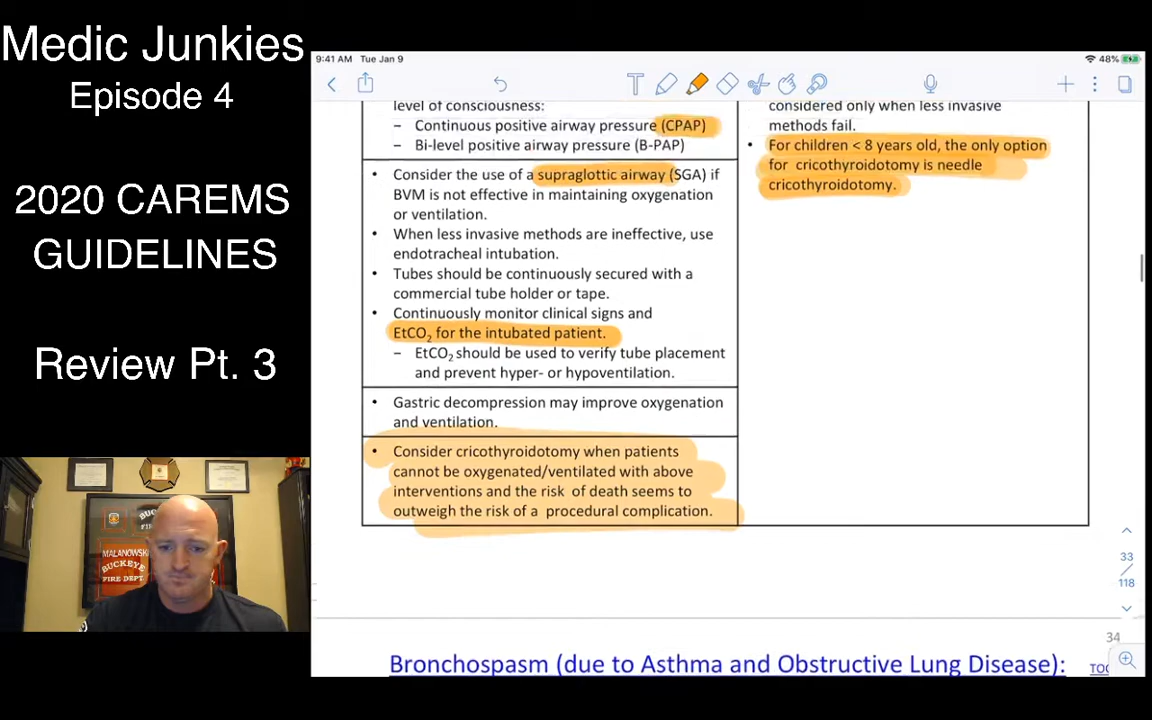 Medic Junkies
Episode 4
2020 CAREMS
GUIDELINES
Review Pt. 3
MALANOWSKI
BUCKEYE
FIRE DEPT.
9:41 AM Tue Jan 9
48%
level of consciousness:
– Continuous positive airway pressure (CPAP)
– Bi-level positive airway pressure (B-PAP)
• Consider the use of a supraglottic airway (SGA) if
BVM is not effective in maintaining oxygenation
or ventilation.
• When less invasive methods are ineffective, use
endotracheal intubation.
• Tubes should be continuously secured with a
commercial tube holder or tape.
• Continuously monitor clinical signs and
EtCO₂ for the intubated patient.
– EtCO₂ should be used to verify tube placement
and prevent hyper- or hypoventilation.
• Gastric decompression may improve oxygenation
and ventilation.
• Consider cricothyroidotomy when patients
cannot be oxygenated/ventilated with above
interventions and the risk of death seems to
outweigh the risk of a procedural complication.
considered only when less invasive
methods fail.
• For children < 8 years old, the only option
for cricothyroidotomy is needle
cricothyroidotomy.
33
118
34
Bronchospasm (due to Asthma and Obstructive Lung Disease):